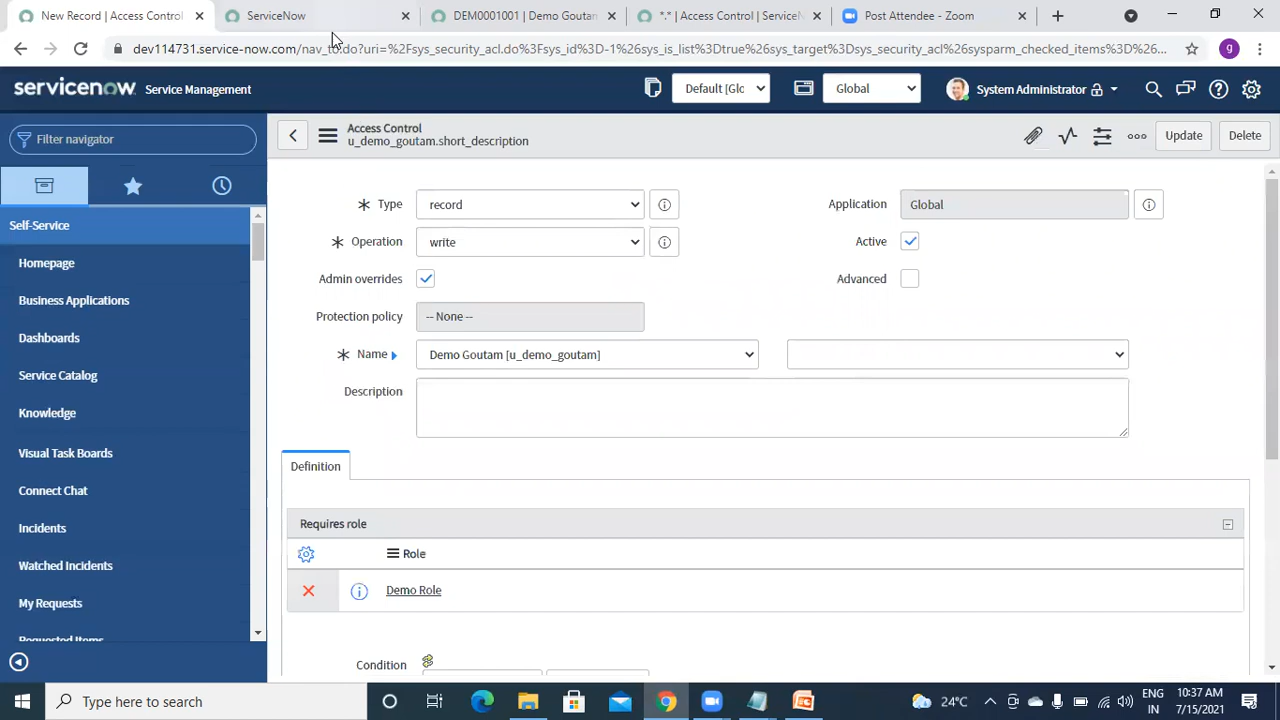 New Record | Access Control
ServiceNow
DEM0001001 | Demo Goutam
*.* | Access Control | ServiceN
Post Attendee - Zoom
dev114731.service-now.com/nav_to.do?uri=%2Fsys_security_acl.do%3Fsys_id%3D-1%26sys_is_list%3Dtrue%26sys_target%3Dsys_security_acl%26sysparm_checked_items%3D%26...
g
servicenow Service Management
Default [Glo
Global
System Administrator
Filter navigator
Self-Service
Homepage
Business Applications
Dashboards
Service Catalog
Knowledge
Visual Task Boards
Connect Chat
Incidents
Watched Incidents
My Requests
Requested Items
Access Control
u_demo_goutam.short_description
Update
Delete
Type
record
Application
Global
Operation
write
Active
Admin overrides
Advanced
Protection policy
-- None --
Name
Demo Goutam [u_demo_goutam]
Description
Definition
Requires role
Role
Demo Role
Condition
Type here to search
24°C
ENG
IN
10:37 AM
7/15/2021